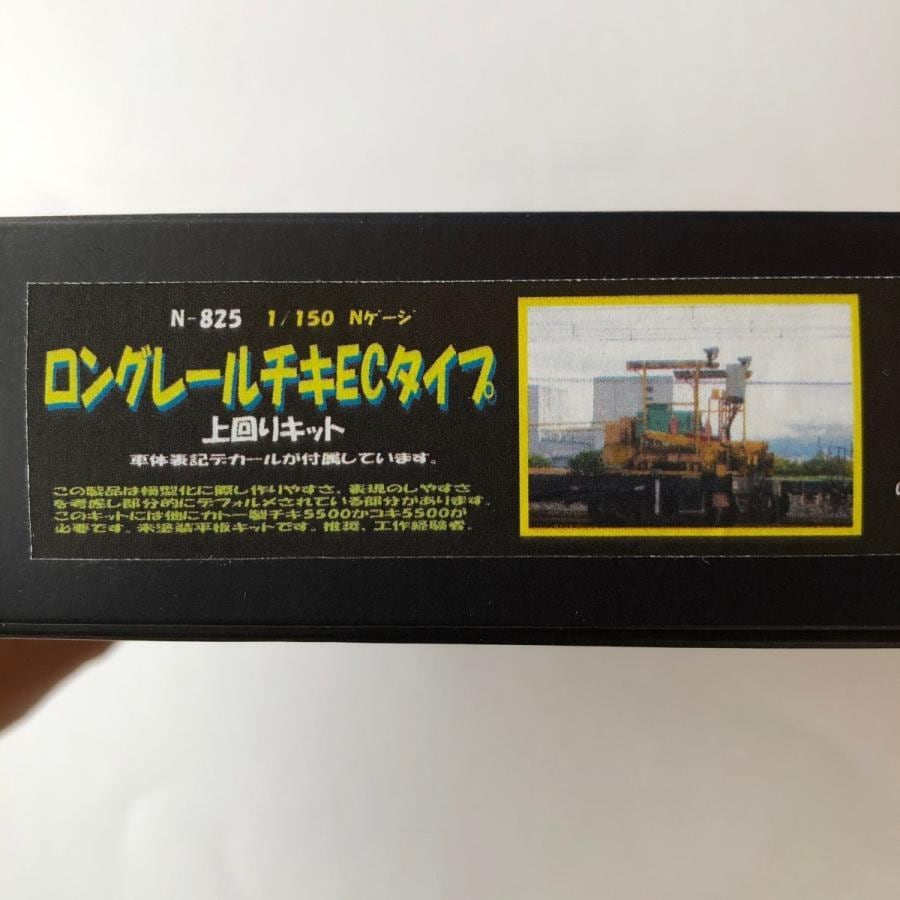 N-825 1/150 Nゲージ
ロングレールチキECタイプ
上回りキット
車体表記デカールが付属しています。
この製品は模型化に際し作りやすさ、表現のしやすさ
を考慮し部分的にデフォルメされている部分があります。
このキットには他にカトー製チキ5500かコキ5500が
必要です。未塗装平板キットです。推奨、工作経験者。